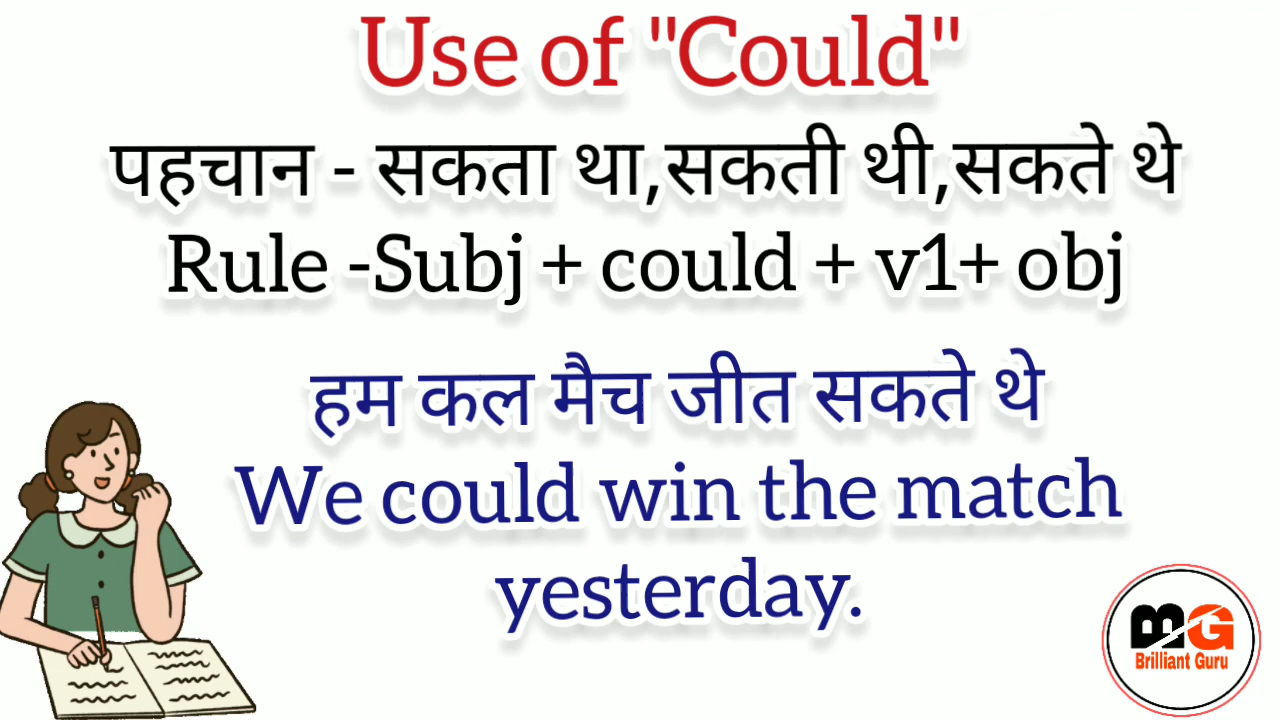 Use of "Could"
पहचान - सकता था,सकती थी,सकते थे
Rule -Subj + could + v1+ obj
हम कल मैच जीत सकते थे
We could win the match
yesterday.
BG
Brilliant Guru